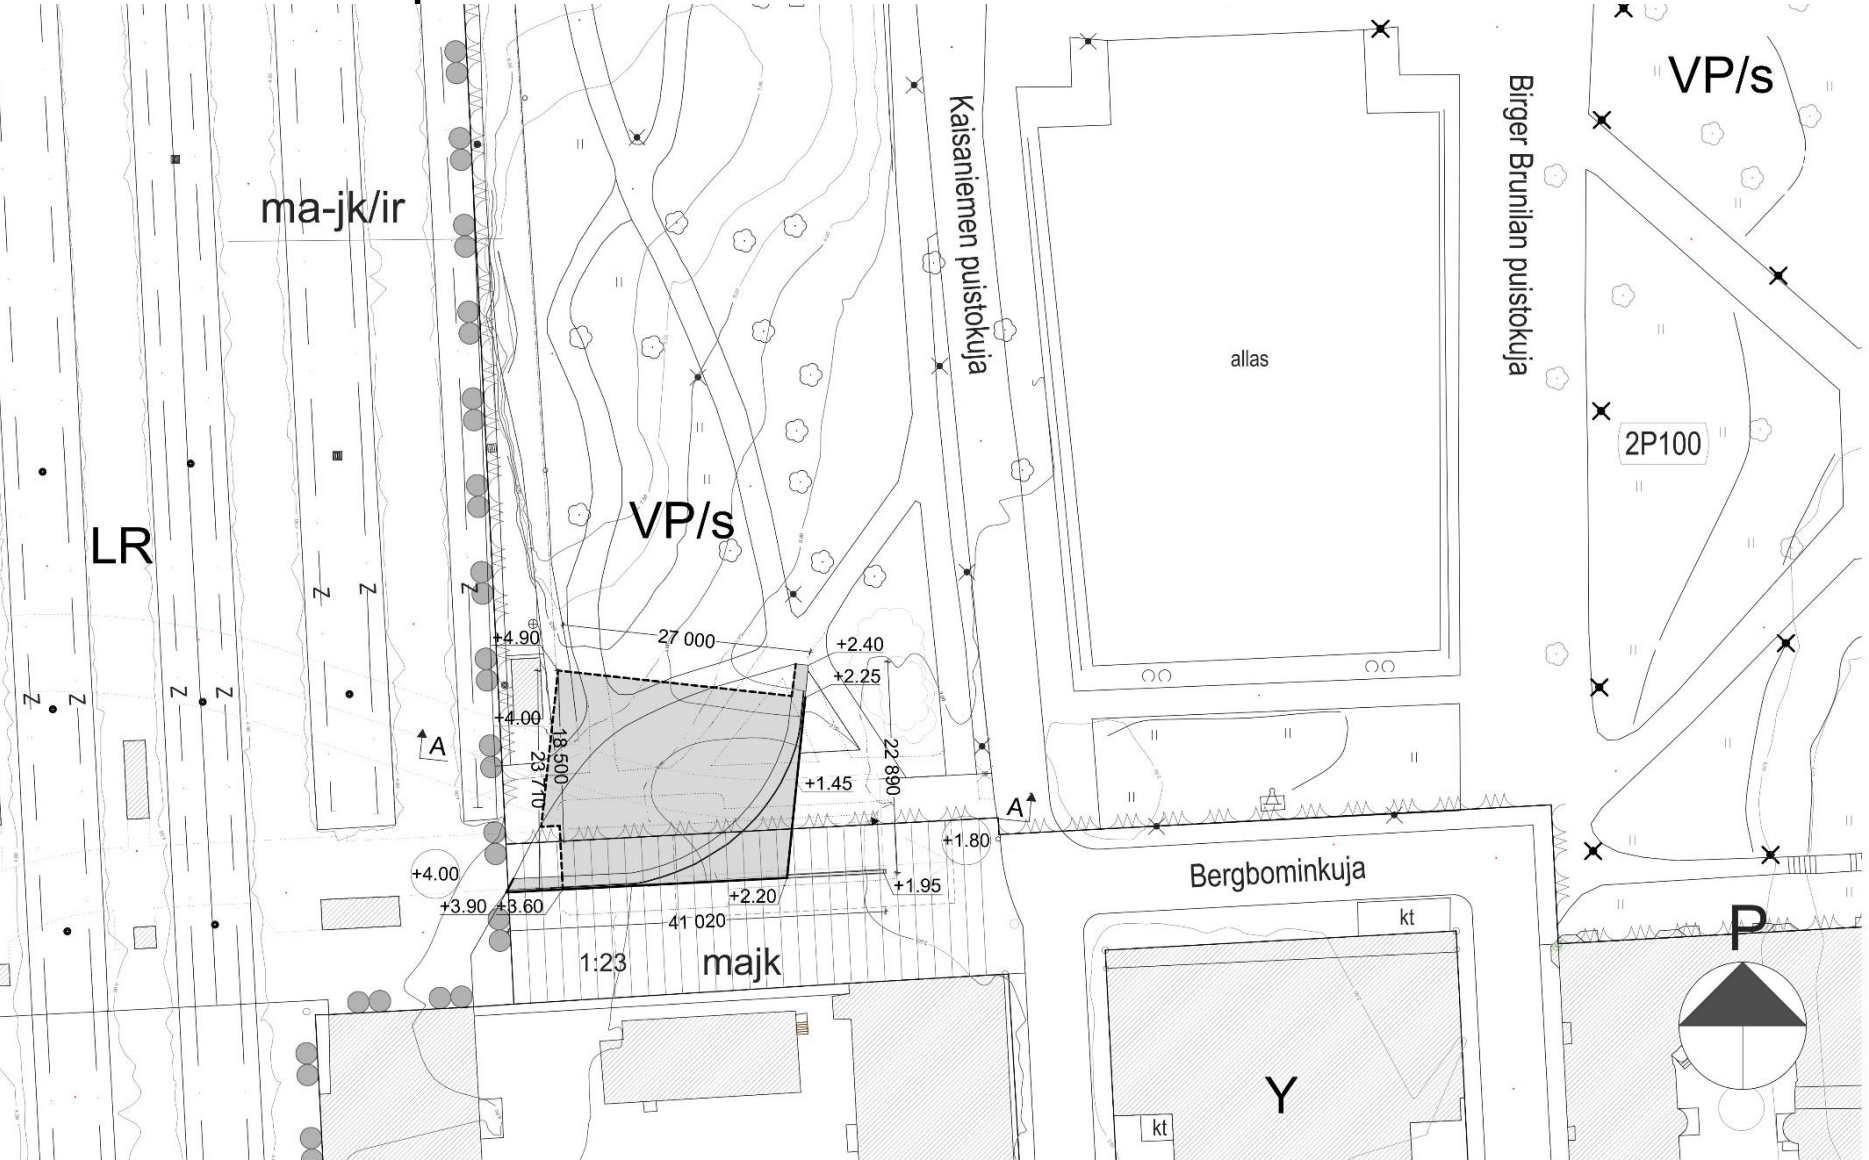 VP/s
ma-jk/ir
Kaisaniemen puistokuja
Birger Brunilan puistokuja
allas
2P100
LR
VP/s
Z
Z
Z
Z
Z
Z
Z
+4.90
27 000
+2.40
+2.25
+4.00
A
18 500
23 710
22 890
+1.45
A
+1.80
+4.00
Bergbominkuja
+3.90
+3.60
+2.20
+1.95
41 020
kt
P
1:23
majk
Y
kt